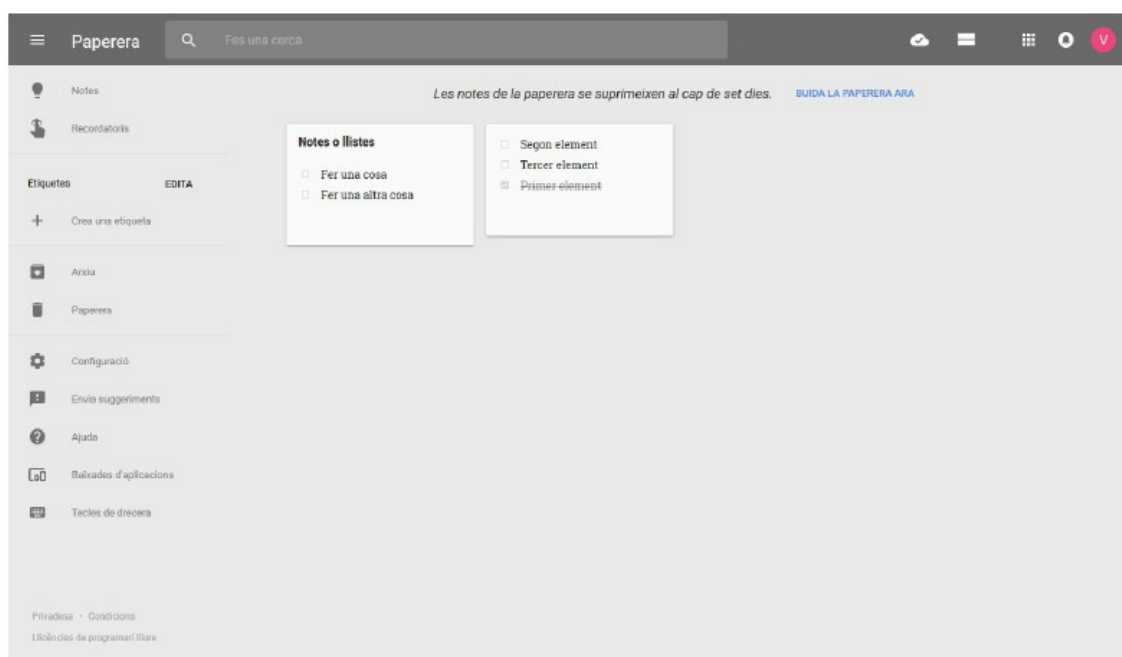 Paperera
Fes una cerca
V
Notes
Recordatoris
Etiquetes EDITA
Crea una etiqueta
Arxiu
Paperera
Configuració
Envia suggeriments
Ajuda
Baixades d'aplicacions
Tecles de drecera
Privadesa · Condicions
Llicències de programari lliure
Les notes de la paperera se suprimeixen al cap de set dies. BUIDA LA PAPERERA ARA
Notes o llistes
Fer una cosa
Fer una altra cosa
Segon element
Tercer element
Primer element